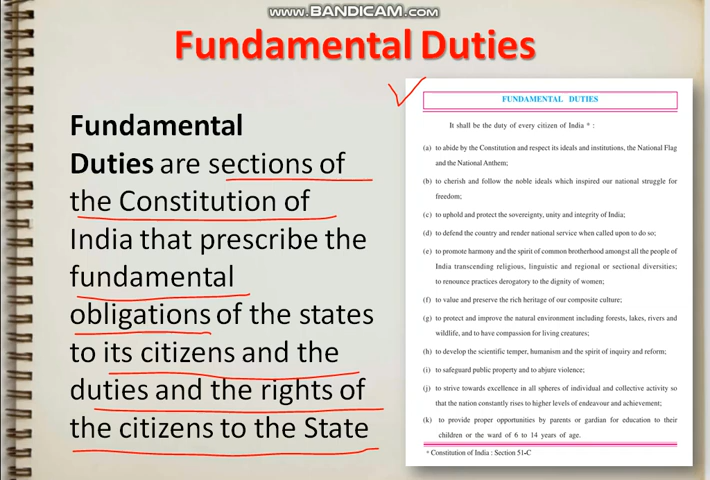 www.BANDICAM.com
Fundamental Duties
Fundamental
Duties are sections of
the Constitution of
India that prescribe the
fundamental
obligations of the states
to its citizens and the
duties and the rights of
the citizens to the State
FUNDAMENTAL DUTIES
It shall be the duty of every citizen of India * :
(a) to abide by the Constitution and respect its ideals and institutions, the National Flag
and the National Anthem;
(b) to cherish and follow the noble ideals which inspired our national struggle for
freedom;
(c) to uphold and protect the sovereignty, unity and integrity of India;
(d) to defend the country and render national service when called upon to do so;
(e) to promote harmony and the spirit of common brotherhood amongst all the people of
India transcending religious, linguistic and regional or sectional diversities;
to renounce practices derogatory to the dignity of women;
(f) to value and preserve the rich heritage of our composite culture;
(g) to protect and improve the natural environment including forests, lakes, rivers and
wildlife, and to have compassion for living creatures;
(h) to develop the scientific temper, humanism and the spirit of inquiry and reform;
(i) to safeguard public property and to abjure violence;
(j) to strive towards excellence in all spheres of individual and collective activity so
that the nation constantly rises to higher levels of endeavour and achievement;
(k) to provide proper opportunities by parents or gardian for education to their
children or the ward of 6 to 14 years of age.
* Constitution of India : Section 51-C